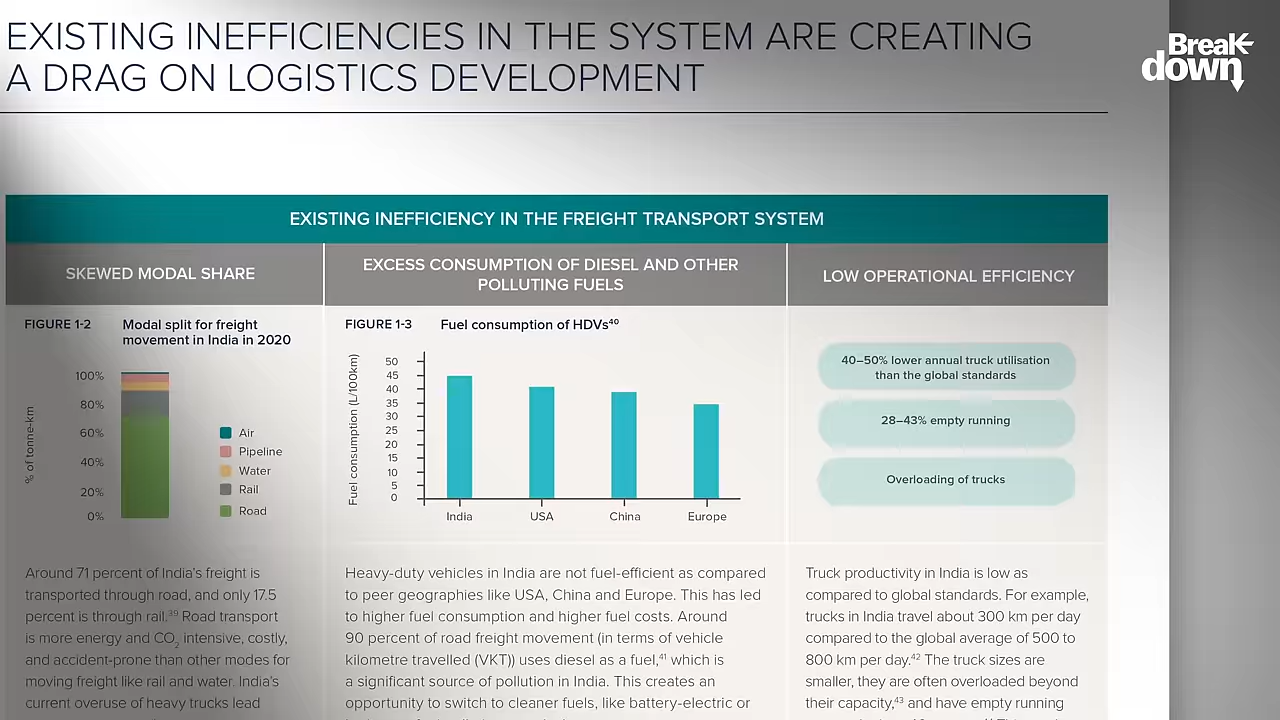 EXISTING INEFFICIENCIES IN THE SYSTEM ARE CREATING
A DRAG ON LOGISTICS DEVELOPMENT
Break
down
EXISTING INEFFICIENCY IN THE FREIGHT TRANSPORT SYSTEM
SKEWED MODAL SHARE
EXCESS CONSUMPTION OF DIESEL AND OTHER
POLLUTING FUELS
LOW OPERATIONAL EFFICIENCY
FIGURE 1-2 Modal split for freight
movement in India in 2020
% of tonne-km
100%
80%
60%
40%
20%
0%
Air
Pipeline
Water
Rail
Road
FIGURE 1-3 Fuel consumption of HDVs⁴⁰
Fuel consumption (L/100km)
50
45
40
35
30
25
20
15
10
5
0
India
USA
China
Europe
40–50% lower annual truck utilisation
than the global standards
28–43% empty running
Overloading of trucks
Around 71 percent of India's freight is
transported through road, and only 17.5
percent is through rail.³⁹ Road transport
is more energy and CO₂ intensive, costly,
and accident-prone than other modes for
moving freight like rail and water. India's
current overuse of heavy trucks lead
Heavy-duty vehicles in India are not fuel-efficient as compared
to peer geographies like USA, China and Europe. This has led
to higher fuel consumption and higher fuel costs. Around
90 percent of road freight movement (in terms of vehicle
kilometre travelled (VKT)) uses diesel as a fuel,⁴¹ which is
a significant source of pollution in India. This creates an
opportunity to switch to cleaner fuels, like battery-electric or
Truck productivity in India is low as
compared to global standards. For example,
trucks in India travel about 300 km per day
compared to the global average of 500 to
800 km per day.⁴² The truck sizes are
smaller, they are often overloaded beyond
their capacity,⁴³ and have empty running